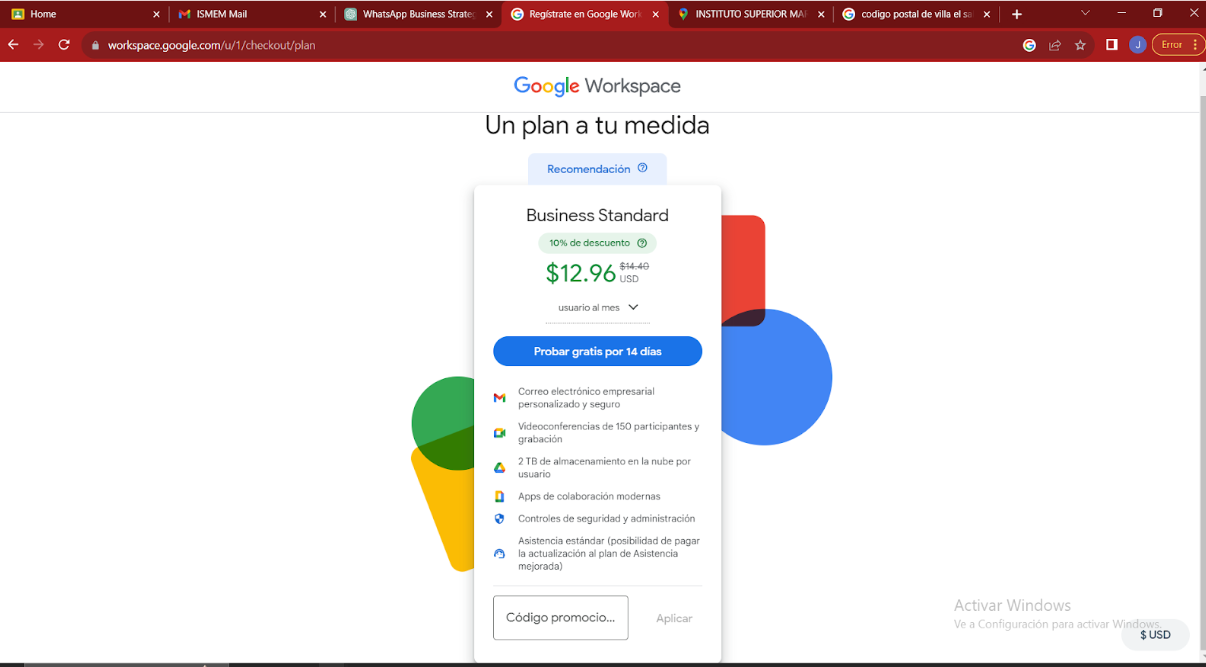 Home
ISMEM Mail
WhatsApp Business Strate
Regístrate en Google Work
INSTITUTO SUPERIOR MAR
codigo postal de villa el sa
workspace.google.com/u/1/checkout/plan
J
Error
Google Workspace
Un plan a tu medida
Recomendación
Business Standard
10% de descuento
$12.96 $14.40
USD
usuario al mes
Probar gratis por 14 días
Correo electrónico empresarial
personalizado y seguro
Videoconferencias de 150 participantes y
grabación
2 TB de almacenamiento en la nube por
usuario
Apps de colaboración modernas
Controles de seguridad y administración
Asistencia estándar (posibilidad de pagar
la actualización al plan de Asistencia
mejorada)
Código promocio...
Aplicar
Activar Windows
Ve a Configuración para activar Windows.
$ USD